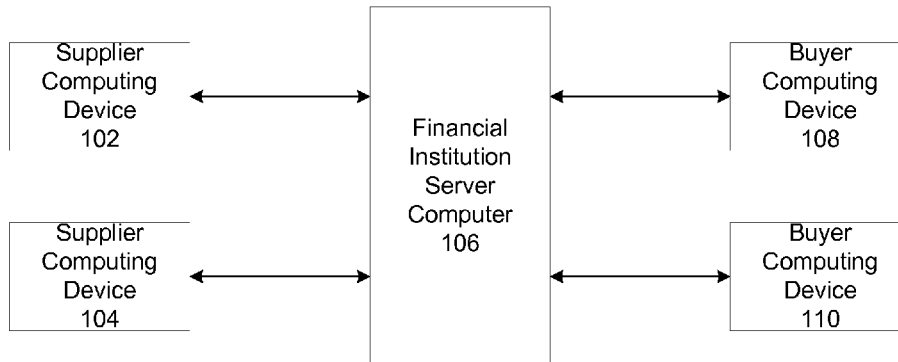 Supplier
Computing
Device
102
Supplier
Computing
Device
104
Financial
Institution
Server
Computer
106
Buyer
Computing
Device
108
Buyer
Computing
Device
110